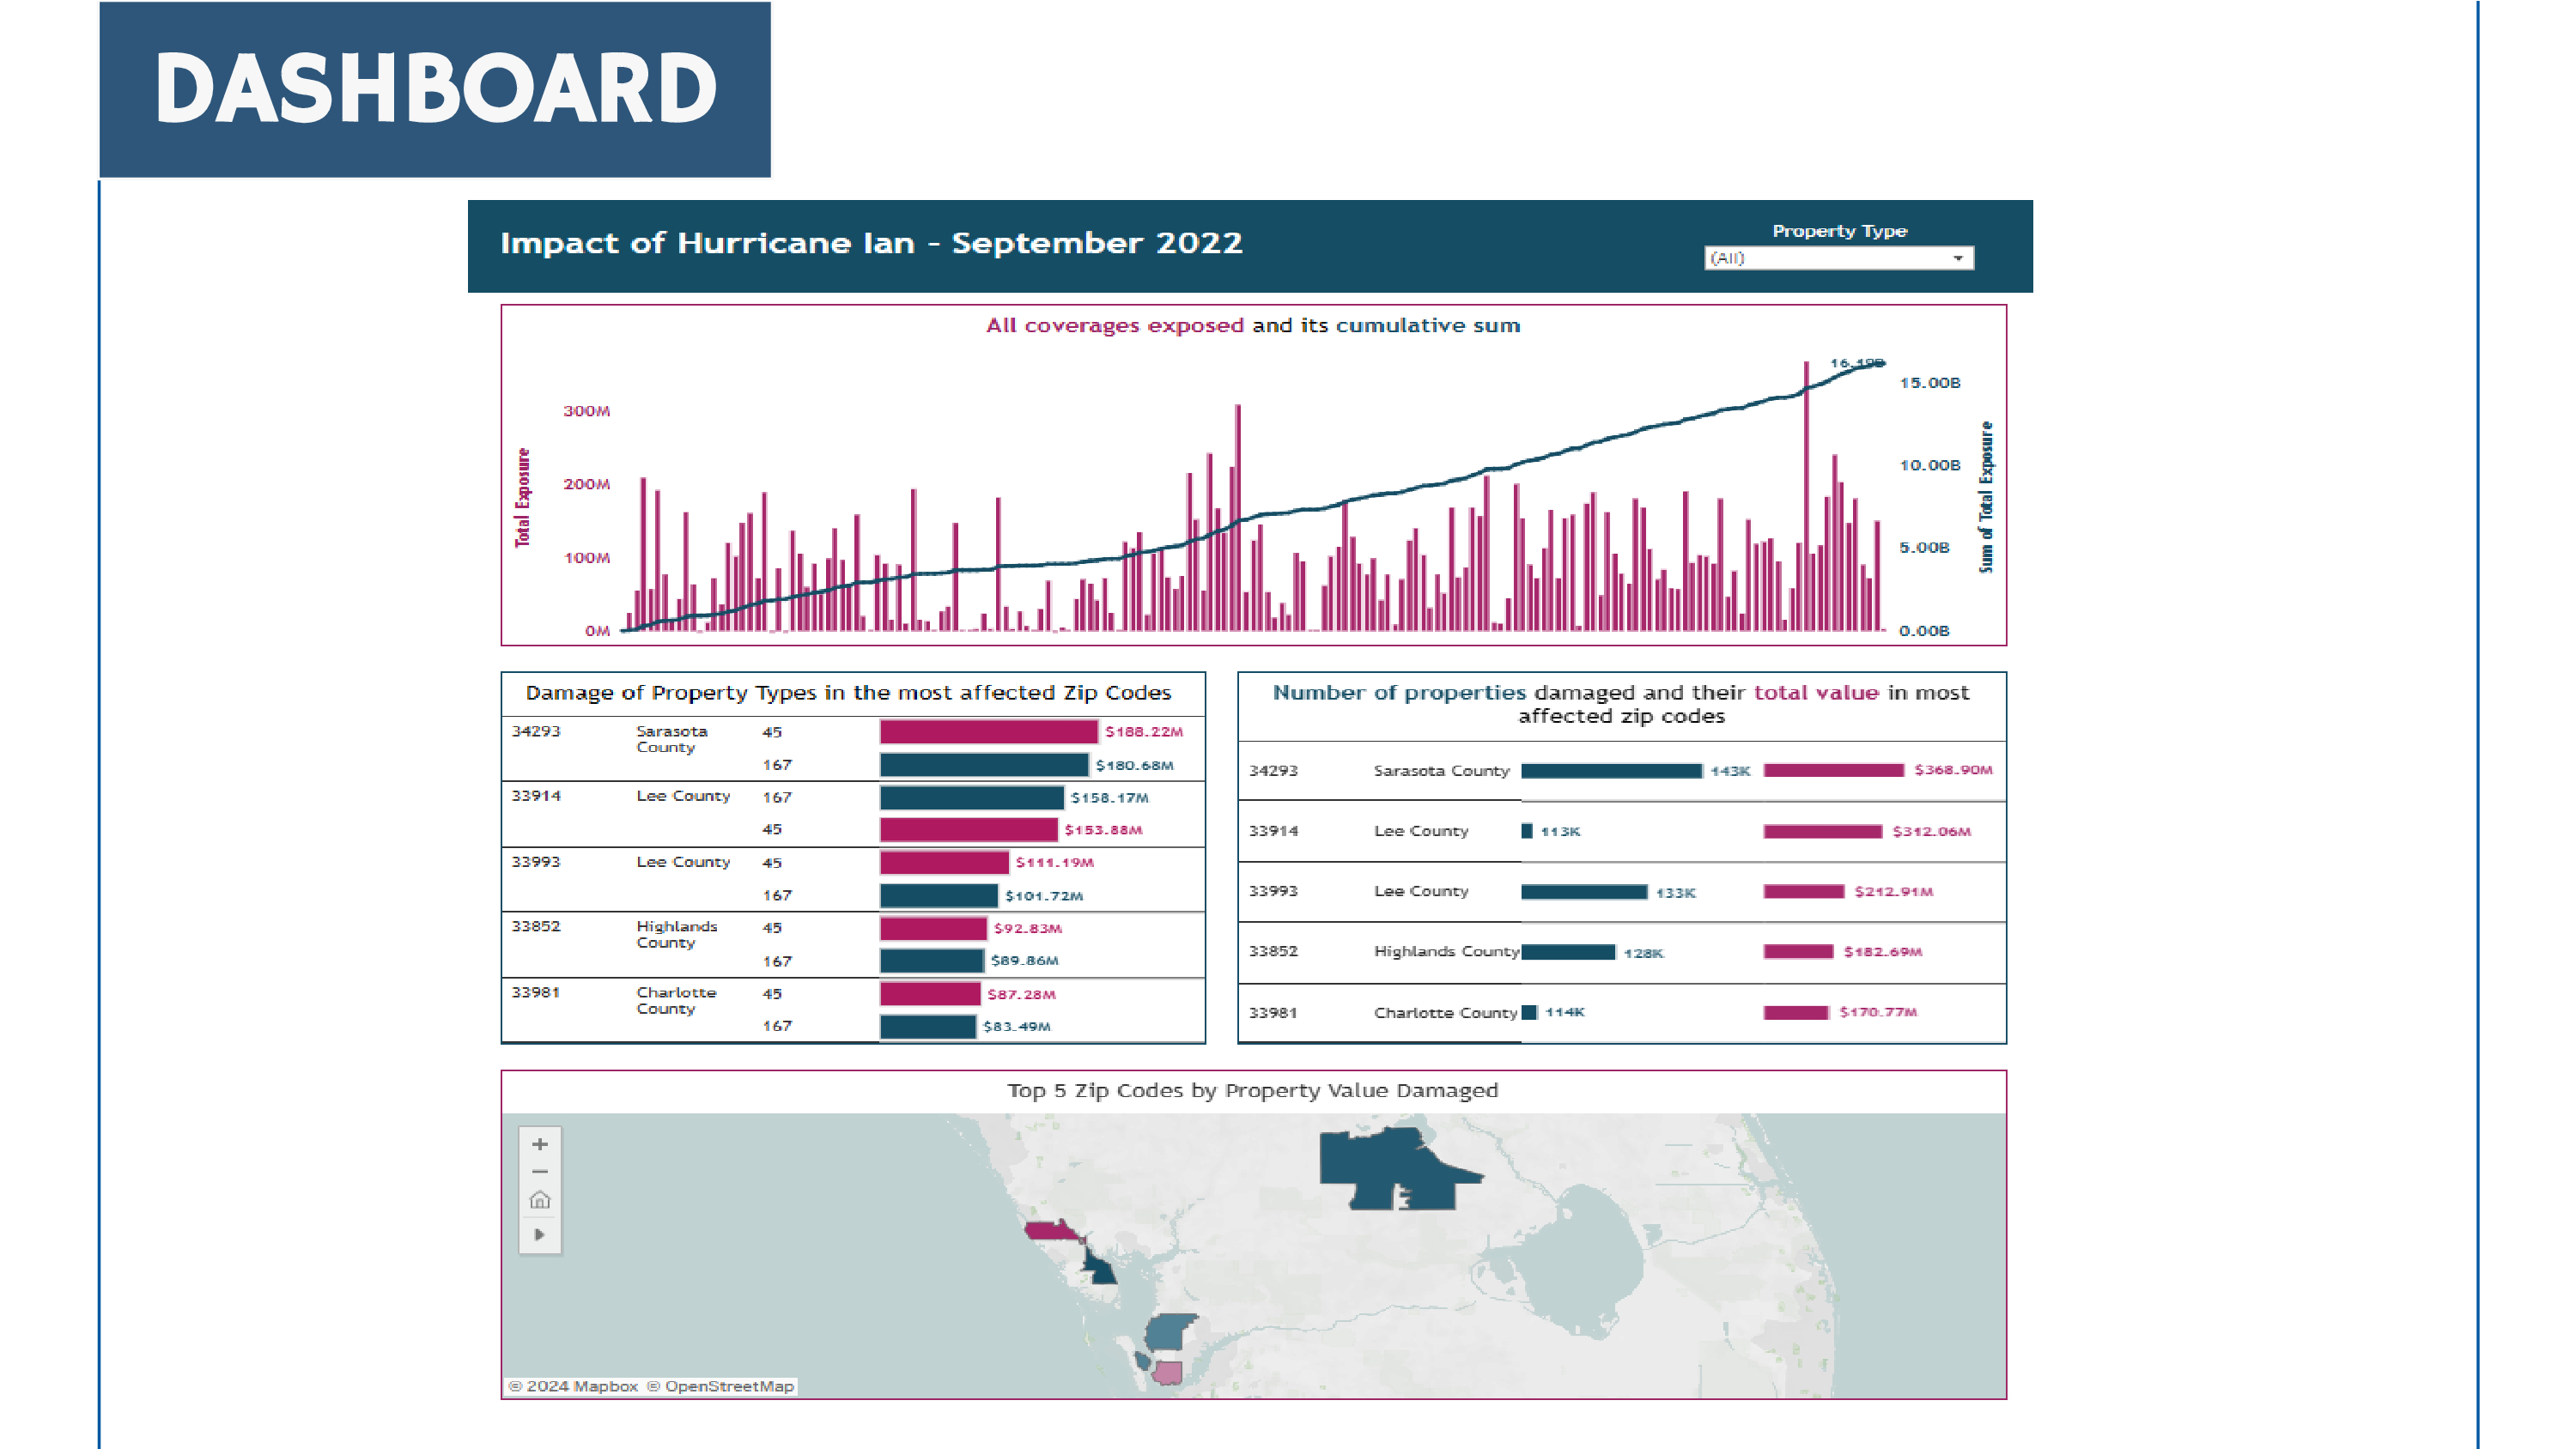 DASHBOARD
Impact of Hurricane Ian - September 2022
Property Type
(All)
All coverages exposed and its cumulative sum
Total Exposure
300M
200M
100M
0M
16.19B
15.00B
10.00B
5.00B
0.00B
Sum of Total Exposure
Damage of Property Types in the most affected Zip Codes
34293 Sarasota County 45 $188.22M
167 $180.68M
33914 Lee County 167 $158.17M
45 $153.88M
33993 Lee County 45 $111.19M
167 $101.72M
33852 Highlands County 45 $92.83M
167 $89.86M
33981 Charlotte County 45 $87.28M
167 $83.49M
Number of properties damaged and their total value in most
affected zip codes
34293 Sarasota County 143K $368.90M
33914 Lee County 113K $312.06M
33993 Lee County 133K $212.91M
33852 Highlands County 128K $182.69M
33981 Charlotte County 114K $170.77M
Top 5 Zip Codes by Property Value Damaged
© 2024 Mapbox © OpenStreetMap